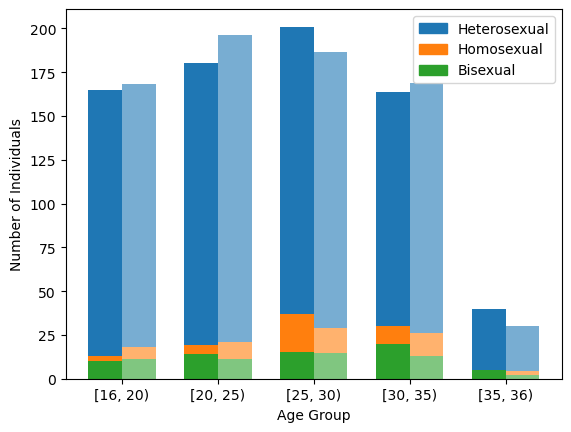 200
175
150
125
100
75
50
25
0
Number of Individuals
Heterosexual
Homosexual
Bisexual
[16, 20)
[20, 25)
[25, 30)
[30, 35)
[35, 36)
Age Group